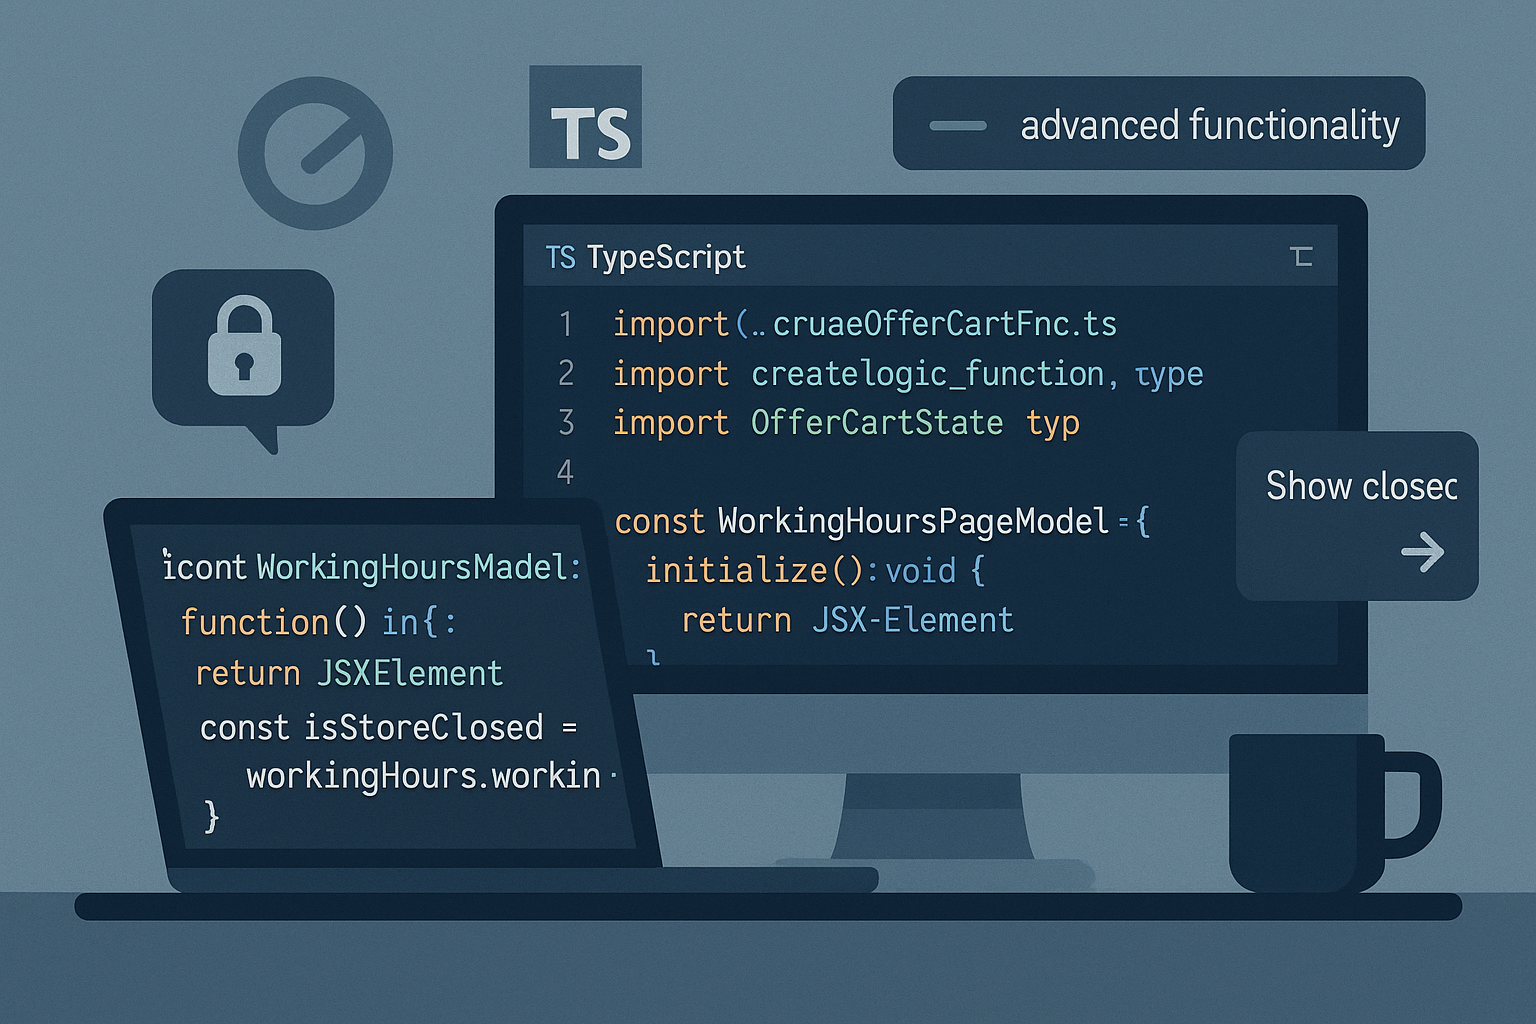 TS
advanced functionality
TS TypeScript
1 import(.. cruaeOfferCartFnc.ts
2 import createlogic_function, type
3 import OfferCartState typ
4
const WorkingHoursPageModel = {
initialize(): void {
return JSX-Element
}
Show closec
icont WorkingHoursMadel:
function() in{:
return JSXElement
const isStoreClosed =
workingHours.workin ·
}